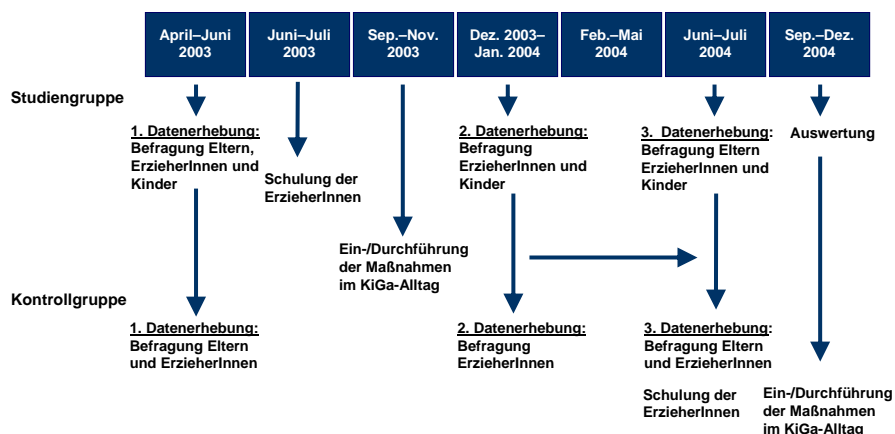 April–Juni
2003
Juni–Juli
2003
Sep.–Nov.
2003
Dez. 2003–
Jan. 2004
Feb.–Mai
2004
Juni–Juli
2004
Sep.–Dez.
2004
Studiengruppe
1. Datenerhebung:
Befragung Eltern,
ErzieherInnen und
Kinder
Schulung der
ErzieherInnen
Ein-/Durchführung
der Maßnahmen
im KiGa-Alltag
2. Datenerhebung:
Befragung
ErzieherInnen und
Kinder
3. Datenerhebung:
Befragung Eltern
ErzieherInnen und
Kinder
Auswertung
Kontrollgruppe
1. Datenerhebung:
Befragung Eltern
und ErzieherInnen
2. Datenerhebung:
Befragung
ErzieherInnen
3. Datenerhebung:
Befragung Eltern
und ErzieherInnen
Schulung der
ErzieherInnen
Ein-/Durchführung
der Maßnahmen
im KiGa-Alltag